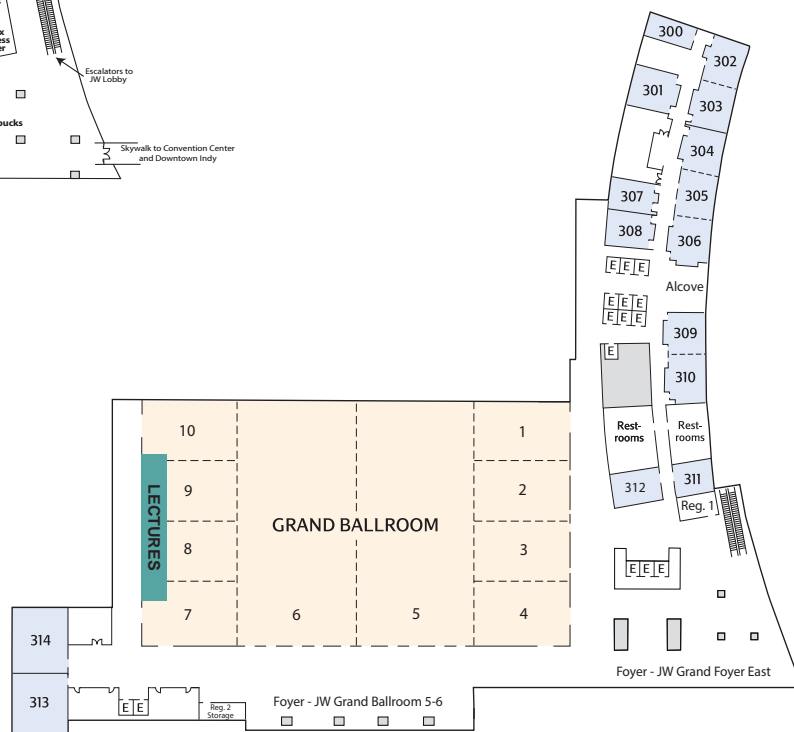 Escalators to
JW Lobby
Skywalk to Convention Center
and Downtown Indy
300
302
301
303
304
307
305
308
306
E E E
Alcove
E E E
E E E
309
E
310
Rest-
rooms
Rest-
rooms
312
311
Reg. 1
10
1
9
2
LECTURES
GRAND BALLROOM
8
3
7
6
5
4
E E E
314
313
E E
Reg. 2
Storage
Foyer - JW Grand Ballroom 5-6
Foyer - JW Grand Foyer East